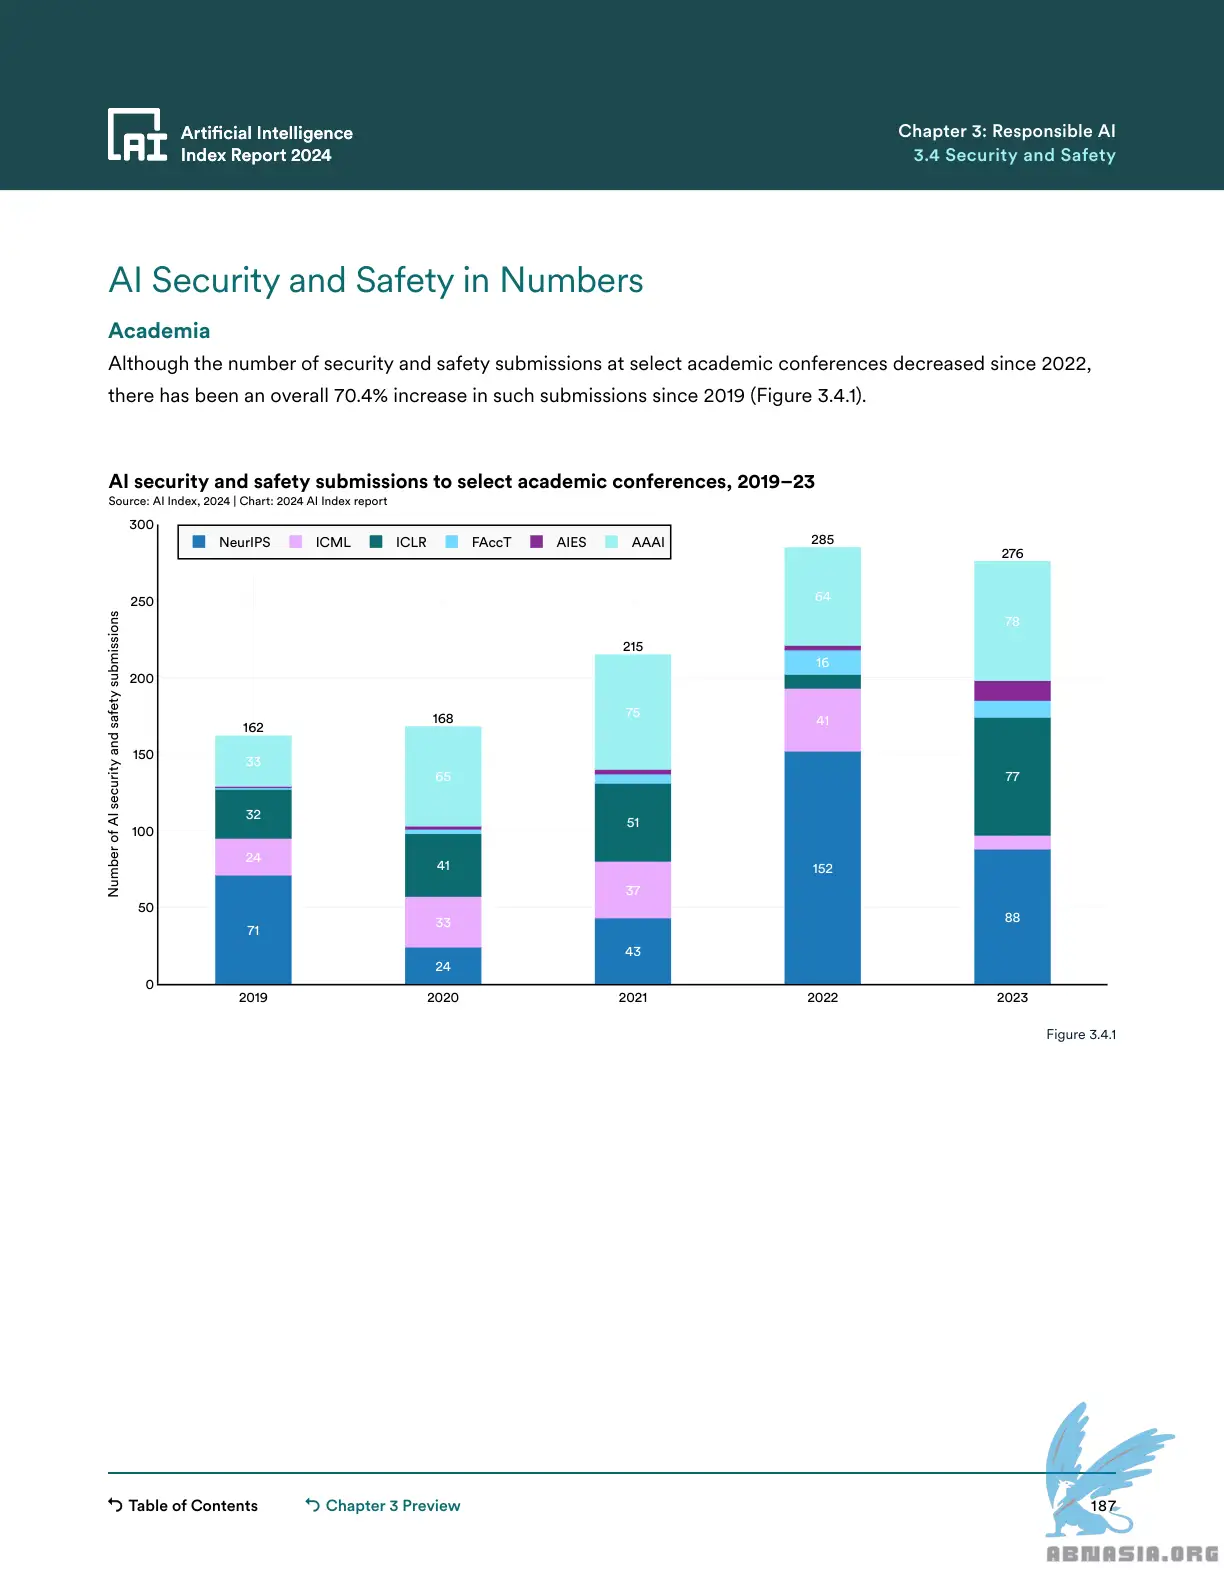 Artificial Intelligence
Index Report 2024
Chapter 3: Responsible AI
3.4 Security and Safety
AI Security and Safety in Numbers
Academia
Although the number of security and safety submissions at select academic conferences decreased since 2022,
there has been an overall 70.4% increase in such submissions since 2019 (Figure 3.4.1).
AI security and safety submissions to select academic conferences, 2019–23
Source: AI Index, 2024 | Chart: 2024 AI Index report
NeurIPS ICML ICLR FAccT AIES AAAI
Number of AI security and safety submissions
300
250
200
150
100
50
0
162
33
32
24
71
168
65
41
33
24
215
75
51
37
43
285
64
16
41
152
276
78
77
88
2019 2020 2021 2022 2023
Figure 3.4.1
Table of Contents
Chapter 3 Preview
187
ABNASIA.ORG